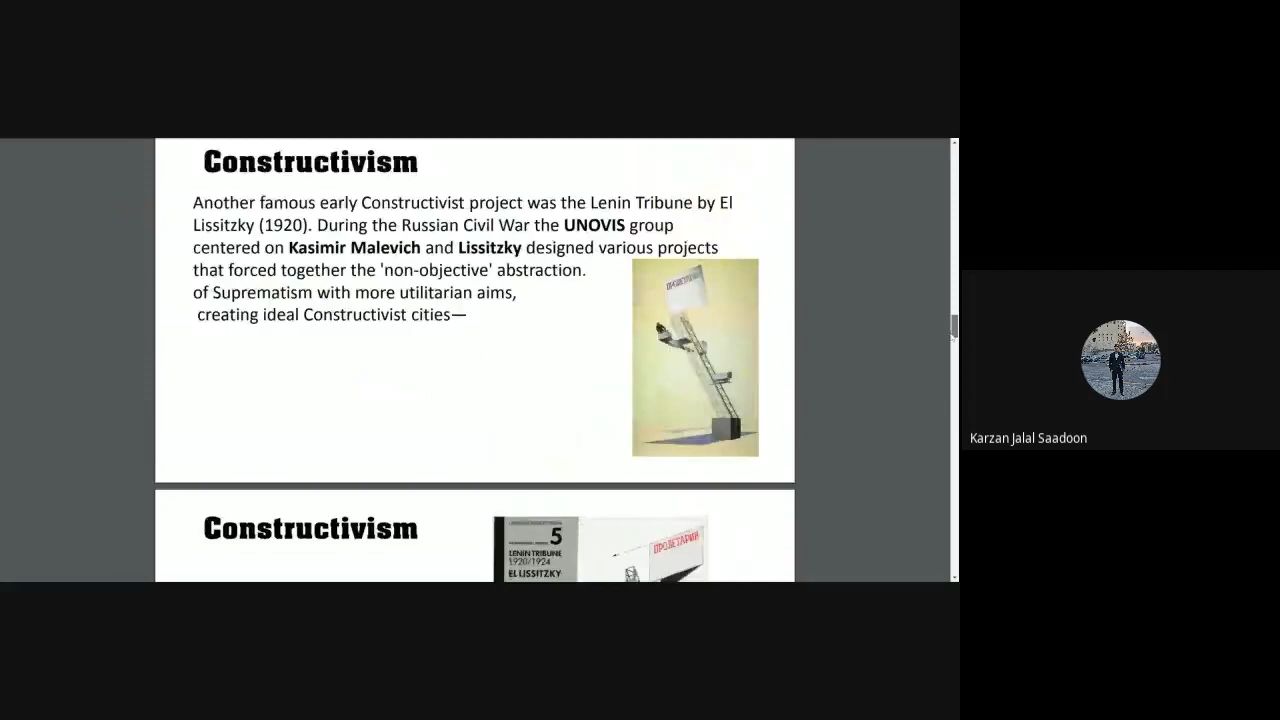 Constructivism
Another famous early Constructivist project was the Lenin Tribune by El
Lissitzky (1920). During the Russian Civil War the UNOVIS group
centered on Kasimir Malevich and Lissitzky designed various projects
that forced together the 'non-objective' abstraction.
of Suprematism with more utilitarian aims,
creating ideal Constructivist cities—
ПРОЛЕТАРИЙ
Constructivism
5
LENIN TRIBUNE
1920/1924
EL LISSITZKY
ПРОЛЕТАРИИ
Karzan Jalal Saadoon